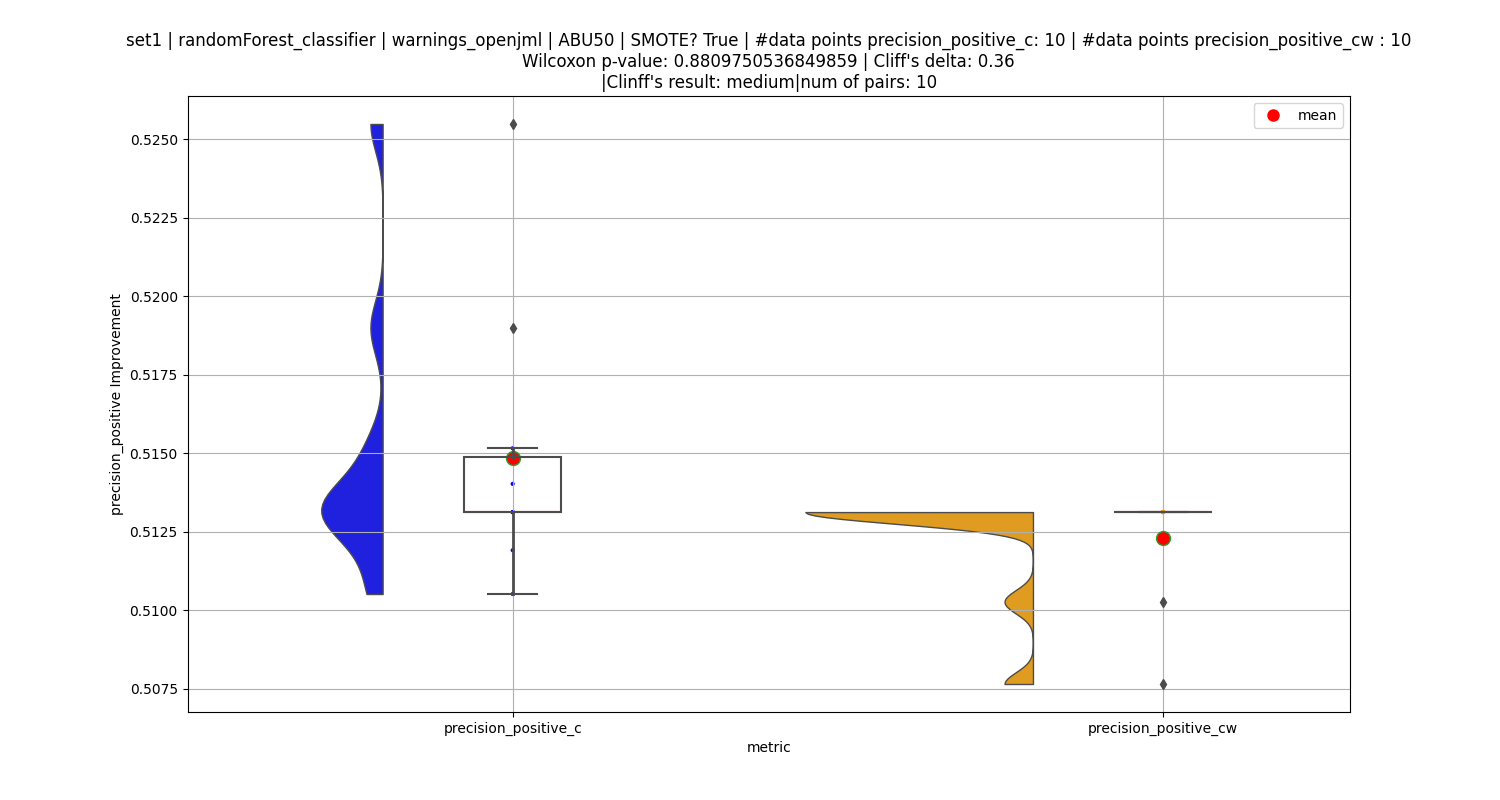 set1 | randomForest_classifier | warnings_openjml | ABU50 | SMOTE? True | #data points precision_positive_c: 10 | #data points precision_positive_cw : 10
Wilcoxon p-value: 0.8809750536849859 | Cliff's delta: 0.36
|Clinff's result: medium|num of pairs: 10
mean
0.5250
0.5225
0.5200
0.5175
0.5150
0.5125
0.5100
0.5075
precision_positive Improvement
precision_positive_c
precision_positive_cw
metric